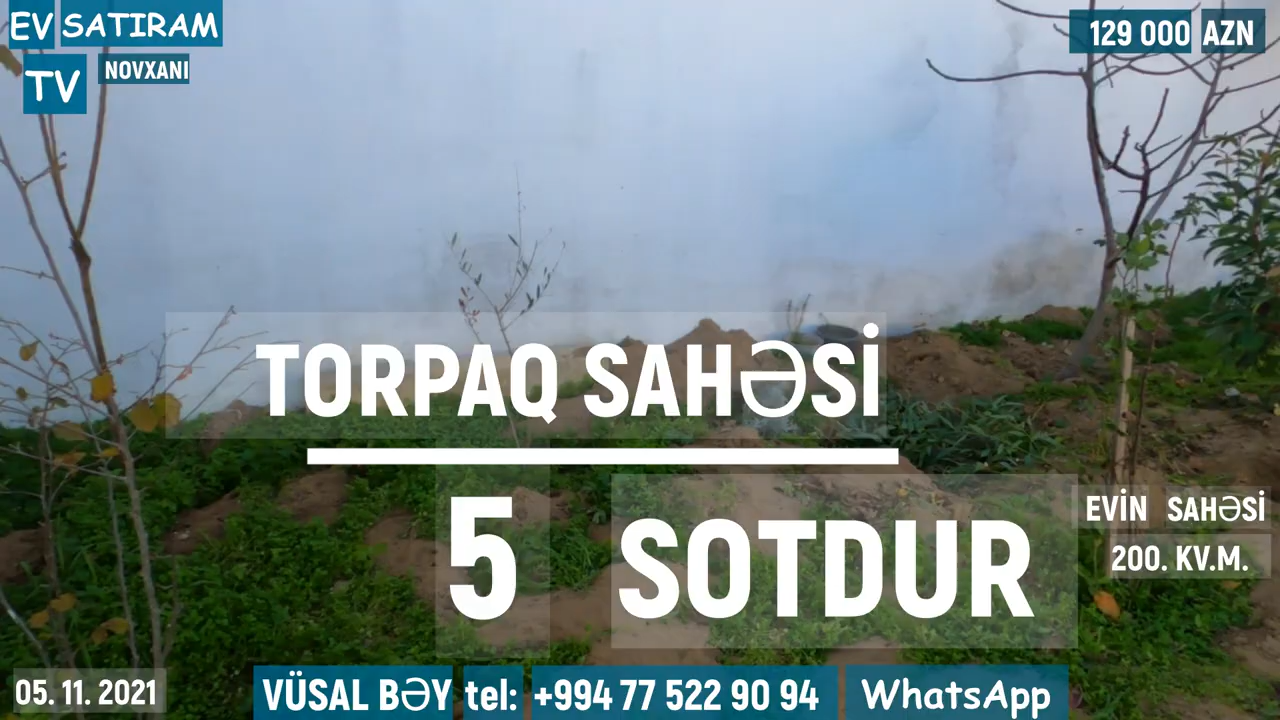 EV SATIRAM
TV NOVXANI
129 000 AZN
TORPAQ SAHƏSİ
5 SOTDUR
EVİN SAHƏSİ
200. KV.M.
05. 11. 2021
VÜSAL BƏY tel: +994 77 522 90 94 WhatsApp